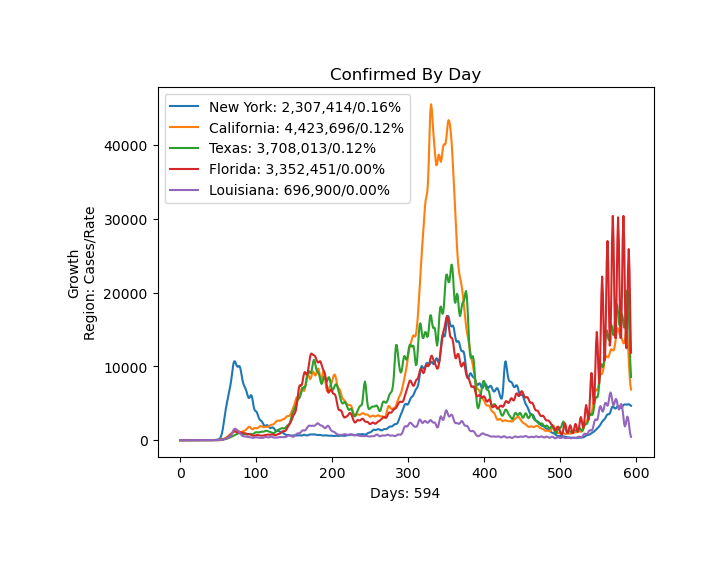 Confirmed By Day
New York: 2,307,414/0.16%
California: 4,423,696/0.12%
Texas: 3,708,013/0.12%
Florida: 3,352,451/0.00%
Louisiana: 696,900/0.00%
Growth
Region: Cases/Rate
40000
30000
20000
10000
0
0 100 200 300 400 500 600
Days: 594